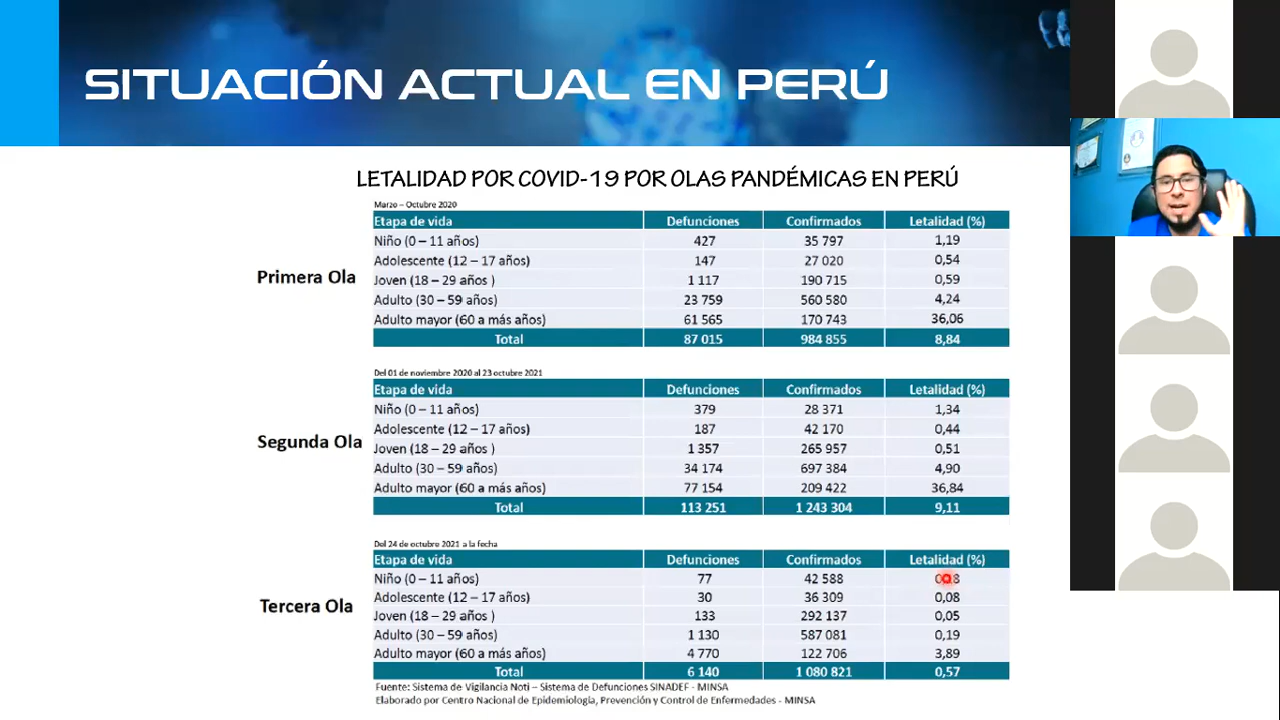 SITUACIÓN ACTUAL EN PERÚ
LETALIDAD POR COVID-19 POR OLAS PANDÉMICAS EN PERÚ
Primera Ola
Marzo – Octubre 2020
Etapa de vida Defunciones Confirmados Letalidad (%)
Niño (0 – 11 años) 427 35 797 1,19
Adolescente (12 – 17 años) 147 27 020 0,54
Joven (18 – 29 años ) 1 117 190 715 0,59
Adulto (30 – 59 años) 23 759 560 580 4,24
Adulto mayor (60 a más años) 61 565 170 743 36,06
Total 87 015 984 855 8,84
Segunda Ola
Del 01 de noviembre 2020 al 23 octubre 2021
Etapa de vida Defunciones Confirmados Letalidad (%)
Niño (0 – 11 años) 379 28 371 1,34
Adolescente (12 – 17 años) 187 42 170 0,44
Joven (18 – 29 años ) 1 357 265 957 0,51
Adulto (30 – 59 años) 34 174 697 384 4,90
Adulto mayor (60 a más años) 77 154 209 422 36,84
Total 113 251 1 243 304 9,11
Tercera Ola
Del 24 de octubre 2021 a la fecha
Etapa de vida Defunciones Confirmados Letalidad (%)
Niño (0 – 11 años) 77 42 588
Adolescente (12 – 17 años) 30 36 309 0,08
Joven (18 – 29 años ) 133 292 137 0,05
Adulto (30 – 59 años) 1 130 587 081 0,19
Adulto mayor (60 a más años) 4 770 122 706 3,89
Total 6 140 1 080 821 0,57
Fuente: Sistema de Vigilancia Noti – Sistema de Defunciones SINADEF - MINSA
Elaborado por Centro Nacional de Epidemiología, Prevención y Control de Enfermedades - MINSA